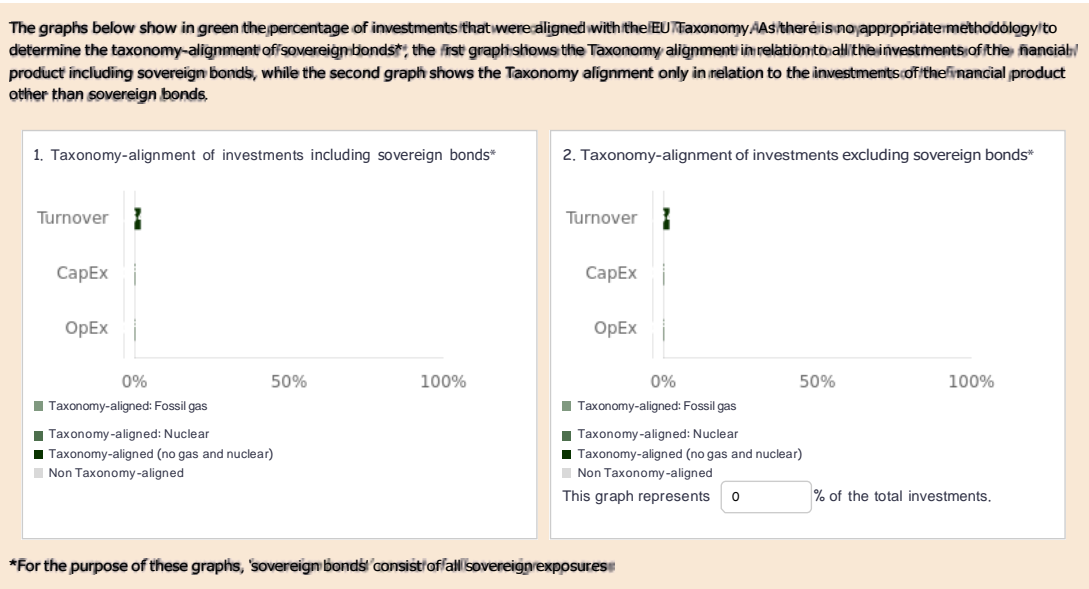 The graphs below show in green the percentage of investments that were aligned with the EU Taxonomy. As there is no appropriate methodology to
determine the taxonomy-alignment of sovereign bonds*, the first graph shows the Taxonomy alignment in relation to all the investments of the financial
product including sovereign bonds, while the second graph shows the Taxonomy alignment only in relation to the investments of the financial product
other than sovereign bonds.
1. Taxonomy-alignment of investments including sovereign bonds*
Turnover
CapEx
OpEx
0% 50% 100%
Taxonomy-aligned: Fossil gas
Taxonomy-aligned: Nuclear
Taxonomy-aligned (no gas and nuclear)
Non Taxonomy-aligned
2. Taxonomy-alignment of investments excluding sovereign bonds*
Turnover
CapEx
OpEx
0% 50% 100%
Taxonomy-aligned: Fossil gas
Taxonomy-aligned: Nuclear
Taxonomy-aligned (no gas and nuclear)
Non Taxonomy-aligned
This graph represents 0 % of the total investments.
*For the purpose of these graphs, 'sovereign bonds' consist of all sovereign exposures